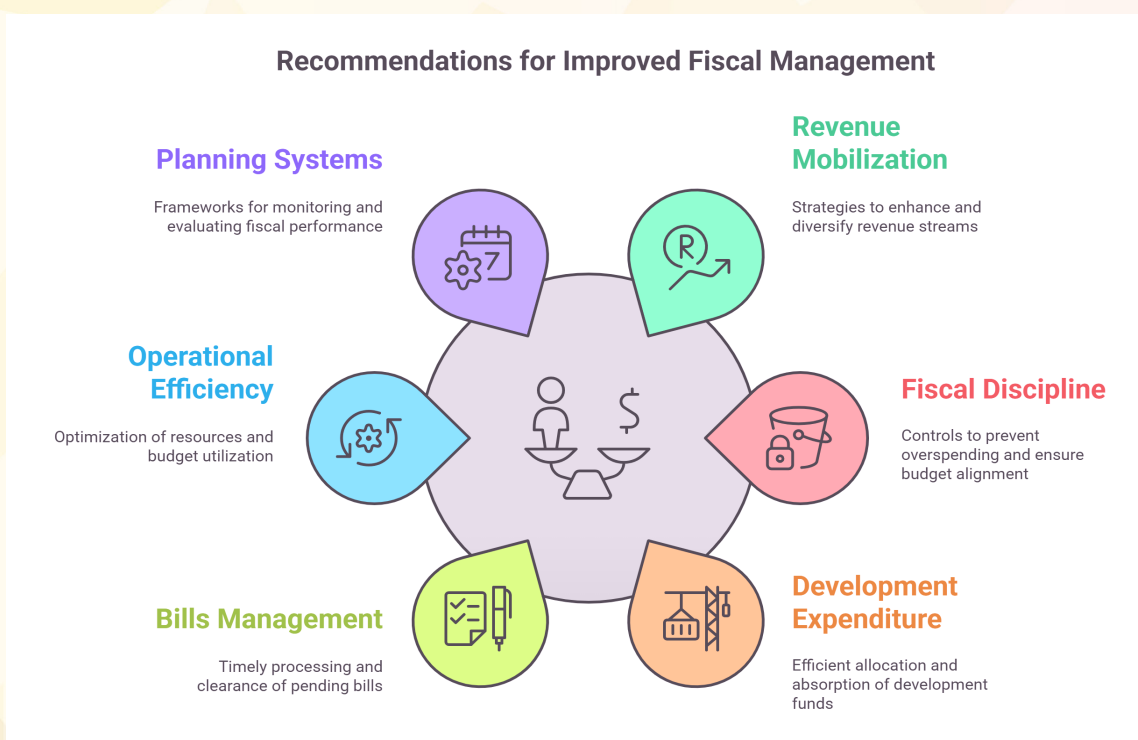 Recommendations for Improved Fiscal Management
Planning Systems
Frameworks for monitoring and
evaluating fiscal performance
7
Revenue
Mobilization
Strategies to enhance and
diversify revenue streams
R
Operational
Efficiency
Optimization of resources and
budget utilization
$
Fiscal Discipline
Controls to prevent
overspending and ensure
budget alignment
Bills Management
Timely processing and
clearance of pending bills
Development
Expenditure
Efficient allocation and
absorption of development
funds